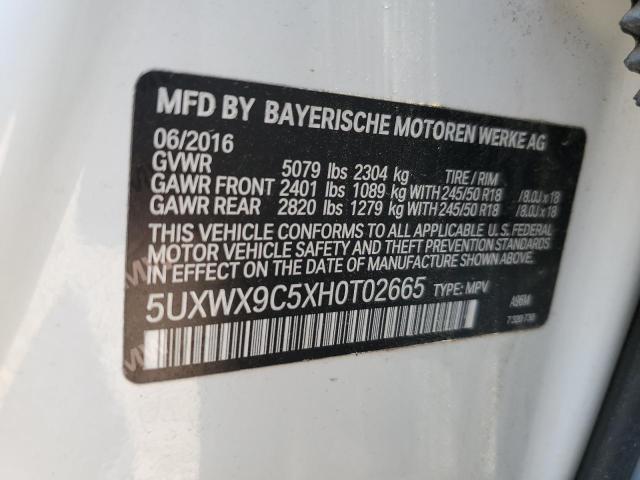 MFD BY BAYERISCHE MOTOREN WERKE AG
06/2016
GVWR 5079 lbs 2304 kg TIRE / RIM
GAWR FRONT 2401 lbs 1089 kg WITH 245/50 R18 /8.0J x 18
GAWR REAR 2820 lbs 1279 kg WITH 245/50 R18 /8.0J x 18
THIS VEHICLE CONFORMS TO ALL APPLICABLE U.S. FEDERAL
MOTOR VEHICLE SAFETY AND THEFT PREVENTION STANDARDS
IN EFFECT ON THE DATE OF MANUFACTURE SHOWN ABOVE.
5UXWX9C5XH0T02665 TYPE: MPV